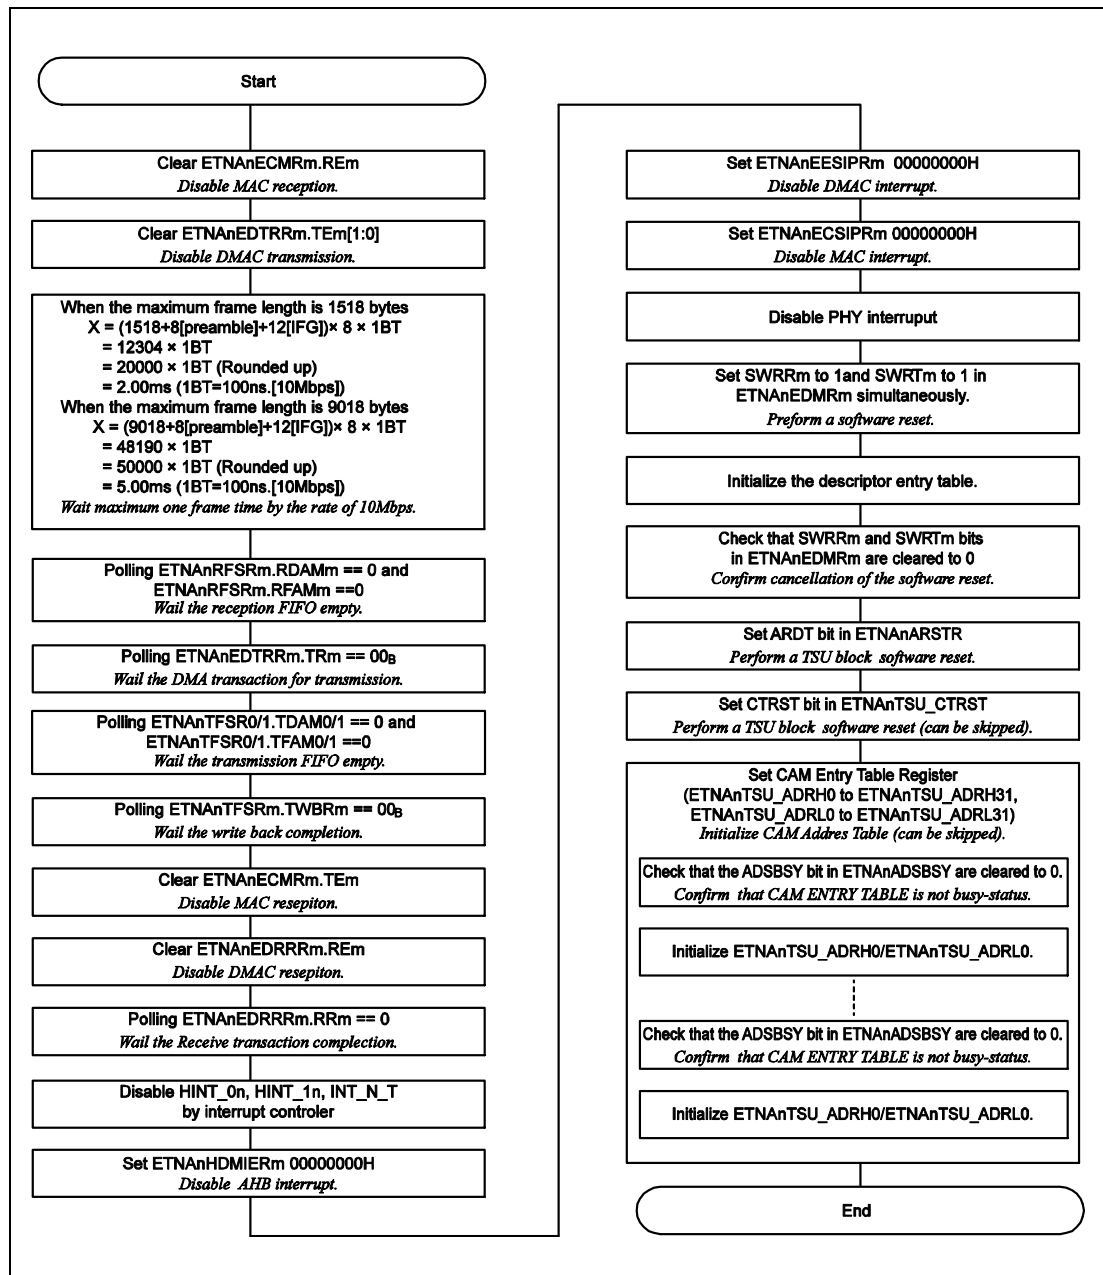 Start
Clear ETNAnECMRm.REm
Disable MAC reception.
Clear ETNAnEDTRRm.TEm[1:0]
Disable DMAC transmission.
When the maximum frame length is 1518 bytes
X = (1518+8[preamble]+12[IFG])× 8 × 1BT
= 12304 × 1BT
= 20000 × 1BT (Rounded up)
= 2.00ms (1BT=100ns.[10Mbps])
When the maximum frame length is 9018 bytes
X = (9018+8[preamble]+12[IFG])× 8 × 1BT
= 48190 × 1BT
= 50000 × 1BT (Rounded up)
= 5.00ms (1BT=100ns.[10Mbps])
Wait maximum one frame time by the rate of 10Mbps.
Polling ETNAnRFSRm.RDAMm == 0 and
ETNAnRFSRm.RFAMm ==0
Wail the reception FIFO empty.
Polling ETNAnEDTRRm.TRm == 00B
Wail the DMA transaction for transmission.
Polling ETNAnTFSR0/1.TDAM0/1 == 0 and
ETNAnTFSR0/1.TFAM0/1 ==0
Wail the transmission FIFO empty.
Polling ETNAnTFSRm.TWBRm == 00B
Wail the write back completion.
Clear ETNAnECMRm.TEm
Disable MAC resepiton.
Clear ETNAnEDRRRm.REm
Disable DMAC resepiton.
Polling ETNAnEDRRRm.RRm == 0
Wail the Receive transaction complection.
Disable HINT_0n, HINT_1n, INT_N_T
by interrupt controler
Set ETNAnHDMIERm 00000000H
Disable AHB interrupt.
Set ETNAnEESIPRm 00000000H
Disable DMAC interrupt.
Set ETNAnECSIPRm 00000000H
Disable MAC interrupt.
Disable PHY interruput
Set SWRRm to 1and SWRTm to 1 in
ETNAnEDMRm simultaneously.
Preform a software reset.
Initialize the descriptor entry table.
Check that SWRRm and SWRTm bits
in ETNAnEDMRm are cleared to 0
Confirm cancellation of the software reset.
Set ARDT bit in ETNAnARSTR
Perform a TSU block software reset.
Set CTRST bit in ETNAnTSU_CTRST
Perform a TSU block software reset (can be skipped).
Set CAM Entry Table Register
(ETNAnTSU_ADRH0 to ETNAnTSU_ADRH31,
ETNAnTSU_ADRL0 to ETNAnTSU_ADRL31)
Initialize CAM Addres Table (can be skipped).
Check that the ADSBSY bit in ETNAnADSBSY are cleared to 0.
Confirm that CAM ENTRY TABLE is not busy-status.
Initialize ETNAnTSU_ADRH0/ETNAnTSU_ADRL0.
Check that the ADSBSY bit in ETNAnADSBSY are cleared to 0.
Confirm that CAM ENTRY TABLE is not busy-status.
Initialize ETNAnTSU_ADRH0/ETNAnTSU_ADRL0.
End